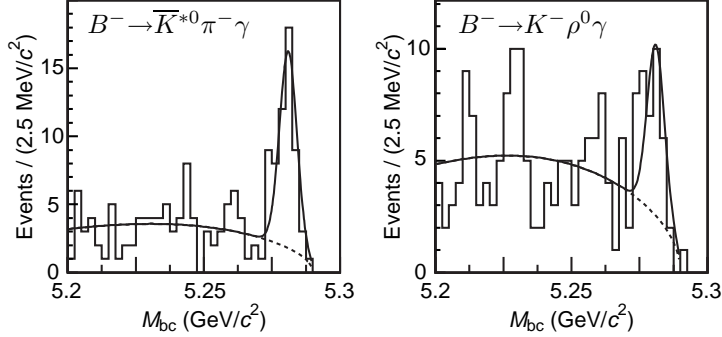 B⁻→K̅*⁰π⁻γ
Events / (2.5 MeV/c²)
15
10
5
0
5.2
5.25
5.3
M_bc (GeV/c²)
B⁻→K⁻ρ⁰γ
Events / (2.5 MeV/c²)
10
5
0
5.2
5.25
5.3
M_bc (GeV/c²)